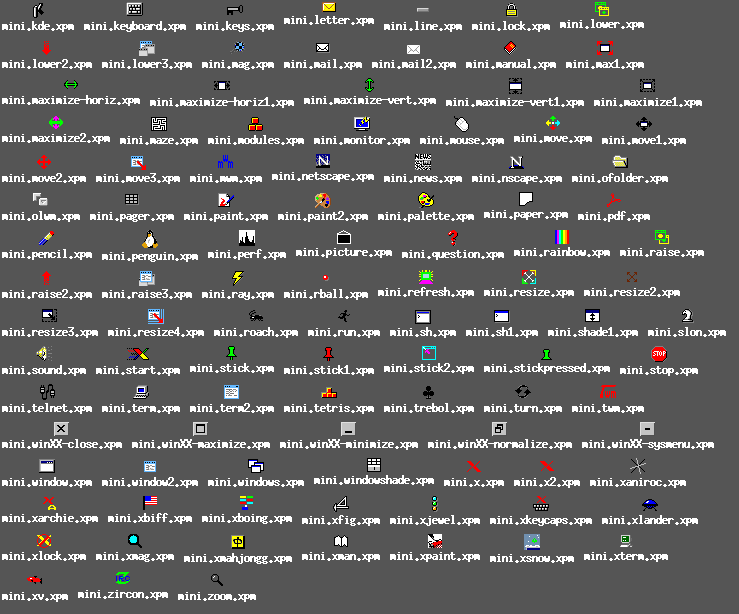 mini.kde.xpm mini.keyboard.xpm mini.keys.xpm mini.letter.xpm mini.line.xpm mini.lock.xpm mini.lower.xpm
mini.lower2.xpm mini.lower3.xpm mini.mag.xpm mini.mail.xpm mini.mail2.xpm mini.manual.xpm mini.max1.xpm
mini.maximize-horiz.xpm mini.maximize-horiz1.xpm mini.maximize-vert.xpm mini.maximize-vert1.xpm mini.maximize1.xpm
mini.maximize2.xpm mini.maze.xpm mini.modules.xpm mini.monitor.xpm mini.mouse.xpm mini.move.xpm mini.move1.xpm
mini.move2.xpm mini.move3.xpm mini.mwm.xpm mini.netscape.xpm mini.news.xpm mini.nscape.xpm mini.ofolder.xpm
mini.olwm.xpm mini.pager.xpm mini.paint.xpm mini.paint2.xpm mini.palette.xpm mini.paper.xpm mini.pdf.xpm
mini.pencil.xpm mini.penguin.xpm mini.perf.xpm mini.picture.xpm mini.question.xpm mini.rainbow.xpm mini.raise.xpm
mini.raise2.xpm mini.raise3.xpm mini.ray.xpm mini.rball.xpm mini.refresh.xpm mini.resize.xpm mini.resize2.xpm
mini.resize3.xpm mini.resize4.xpm mini.roach.xpm mini.run.xpm mini.sh.xpm mini.sh1.xpm mini.shade1.xpm mini.slon.xpm
STOP
mini.sound.xpm mini.start.xpm mini.stick.xpm mini.stick1.xpm mini.stick2.xpm mini.stickpressed.xpm mini.stop.xpm
mini.telnet.xpm mini.term.xpm mini.term2.xpm mini.tetris.xpm mini.trebol.xpm mini.turn.xpm mini.twm.xpm
mini.winXX-close.xpm mini.winXX-maximize.xpm mini.winXX-minimize.xpm mini.winXX-normalize.xpm mini.winXX-sysmenu.xpm
mini.window.xpm mini.window2.xpm mini.windows.xpm mini.windowshade.xpm mini.x.xpm mini.x2.xpm mini.xaniroc.xpm
mini.xarchie.xpm mini.xbiff.xpm mini.xboing.xpm mini.xfig.xpm mini.xjewel.xpm mini.xkeycaps.xpm mini.xlander.xpm
mini.xlock.xpm mini.xmag.xpm mini.xmahjongg.xpm mini.xman.xpm mini.xpaint.xpm mini.xsnow.xpm mini.xterm.xpm
IRC
mini.xv.xpm mini.zircon.xpm mini.zoom.xpm